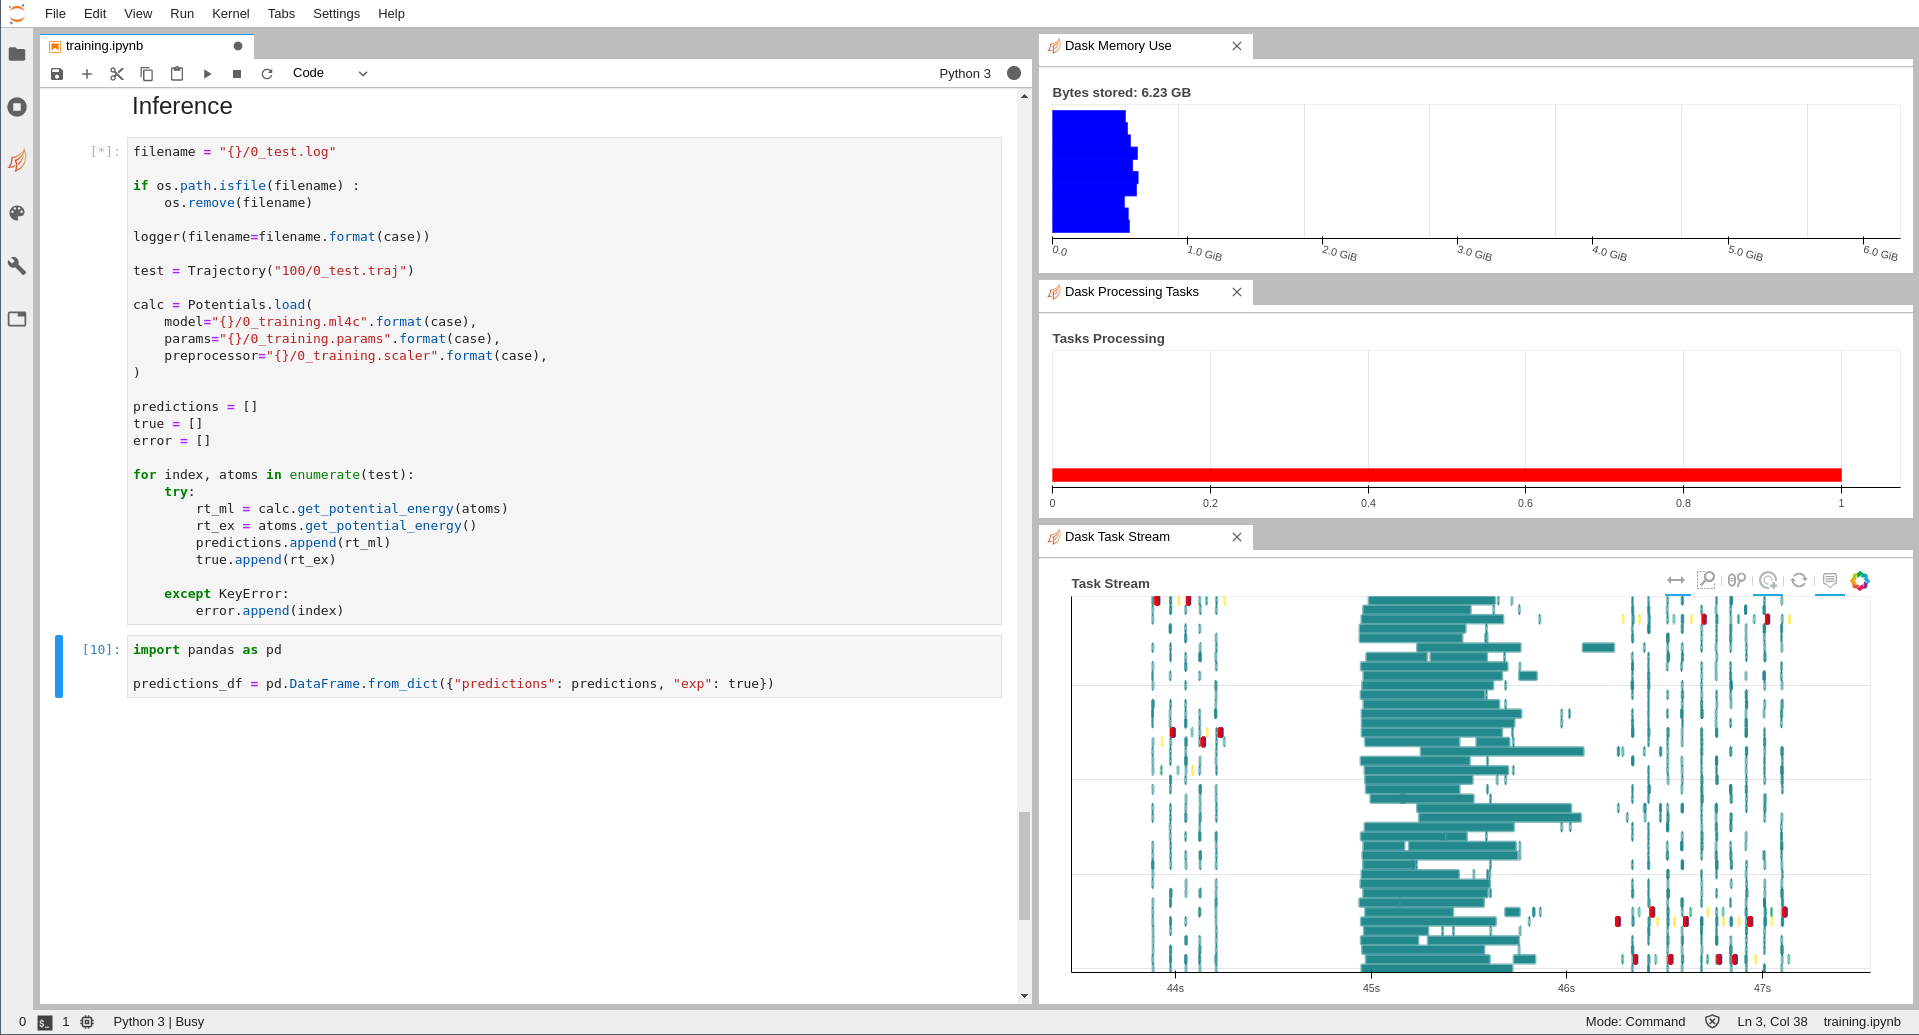 File Edit View Run Kernel Tabs Settings Help
training.ipynb
Code
Python 3
Inference
[*]:
filename = "{}/0_test.log"
if os.path.isfile(filename) :
    os.remove(filename)
logger(filename=filename.format(case))
test = Trajectory("100/0_test.traj")
calc = Potentials.load(
    model="{}/0_training.ml4c".format(case),
    params="{}/0_training.params".format(case),
    preprocessor="{}/0_training.scaler".format(case),
)
predictions = []
true = []
error = []
for index, atoms in enumerate(test):
    try:
        rt_ml = calc.get_potential_energy(atoms)
        rt_ex = atoms.get_potential_energy()
        predictions.append(rt_ml)
        true.append(rt_ex)
    except KeyError:
        error.append(index)
[10]:
import pandas as pd
predictions_df = pd.DataFrame.from_dict({"predictions": predictions, "exp": true})
Dask Memory Use
Bytes stored: 6.23 GB
0.0 1.0 GiB 2.0 GiB 3.0 GiB 4.0 GiB 5.0 GiB 6.0 GiB
Dask Processing Tasks
Tasks Processing
0 0.2 0.4 0.6 0.8 1
Dask Task Stream
Task Stream
44s 45s 46s 47s
0 $_ 1 Python 3 | Busy
Mode: Command Ln 3, Col 38 training.ipynb